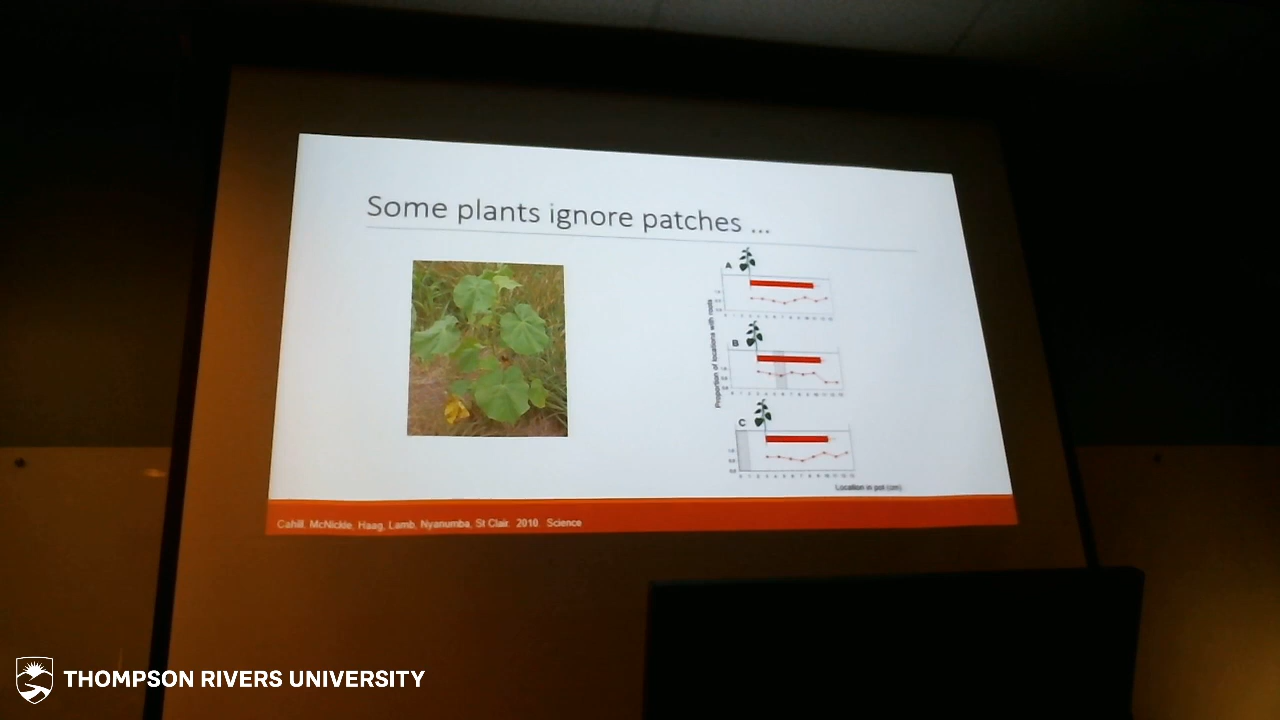 Some plants ignore patches ...
A
B
C
Proportion of locations with roots
Location in pot (cm)
Cahill, McNickle, Haag, Lamb, Nyanumba, St Clair. 2010. Science
THOMPSON RIVERS UNIVERSITY